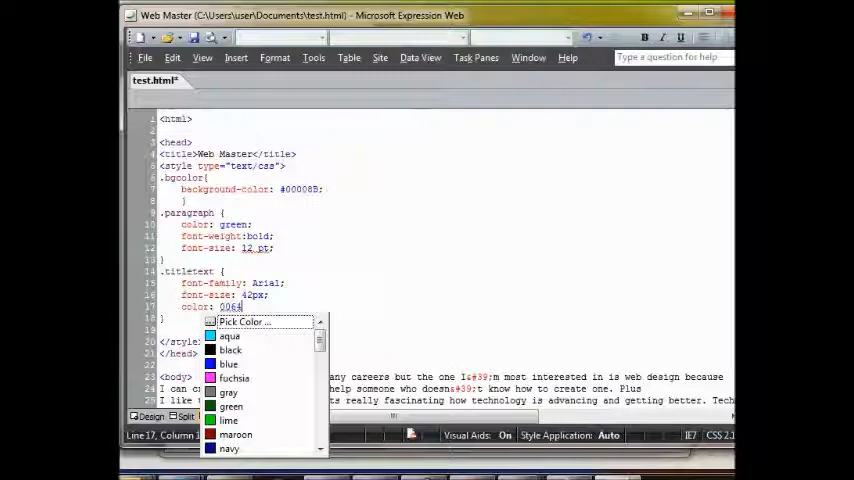 Web Master (C:\Users\user\Documents\test.html) - Microsoft Expression Web
B I U
File Edit View Insert Format Tools Table Site Data View Task Panes Window Help Type a question for help
test.html*
1 <html>
2
3 <head>
4 <title>Web Master</title>
5 <style type="text/css">
6 .bgcolor{
7 background-color: #00008B;
8 }
9 .paragraph {
10 color: green;
11 font-weight:bold;
12 font-size: 12 pt;
13 }
14 .titletext {
15 font-family: Arial;
16 font-size: 42px;
17 color: 0064
18 }
19 Pick Color ...
20 </style
21 </head>
aqua
black
blue
23 <body> any careers but the one I&#39;m most interested in is web design because
fuchsia
24 I can c help someone who doesn&#39;t know how to create one. Plus
gray
25 I like ts really fascinating how technology is advancing and getting better. Tech
green
Design Split
lime
maroon
Line 17, Column Visual Aids: On Style Application: Auto IE7 CSS 2.1
navy